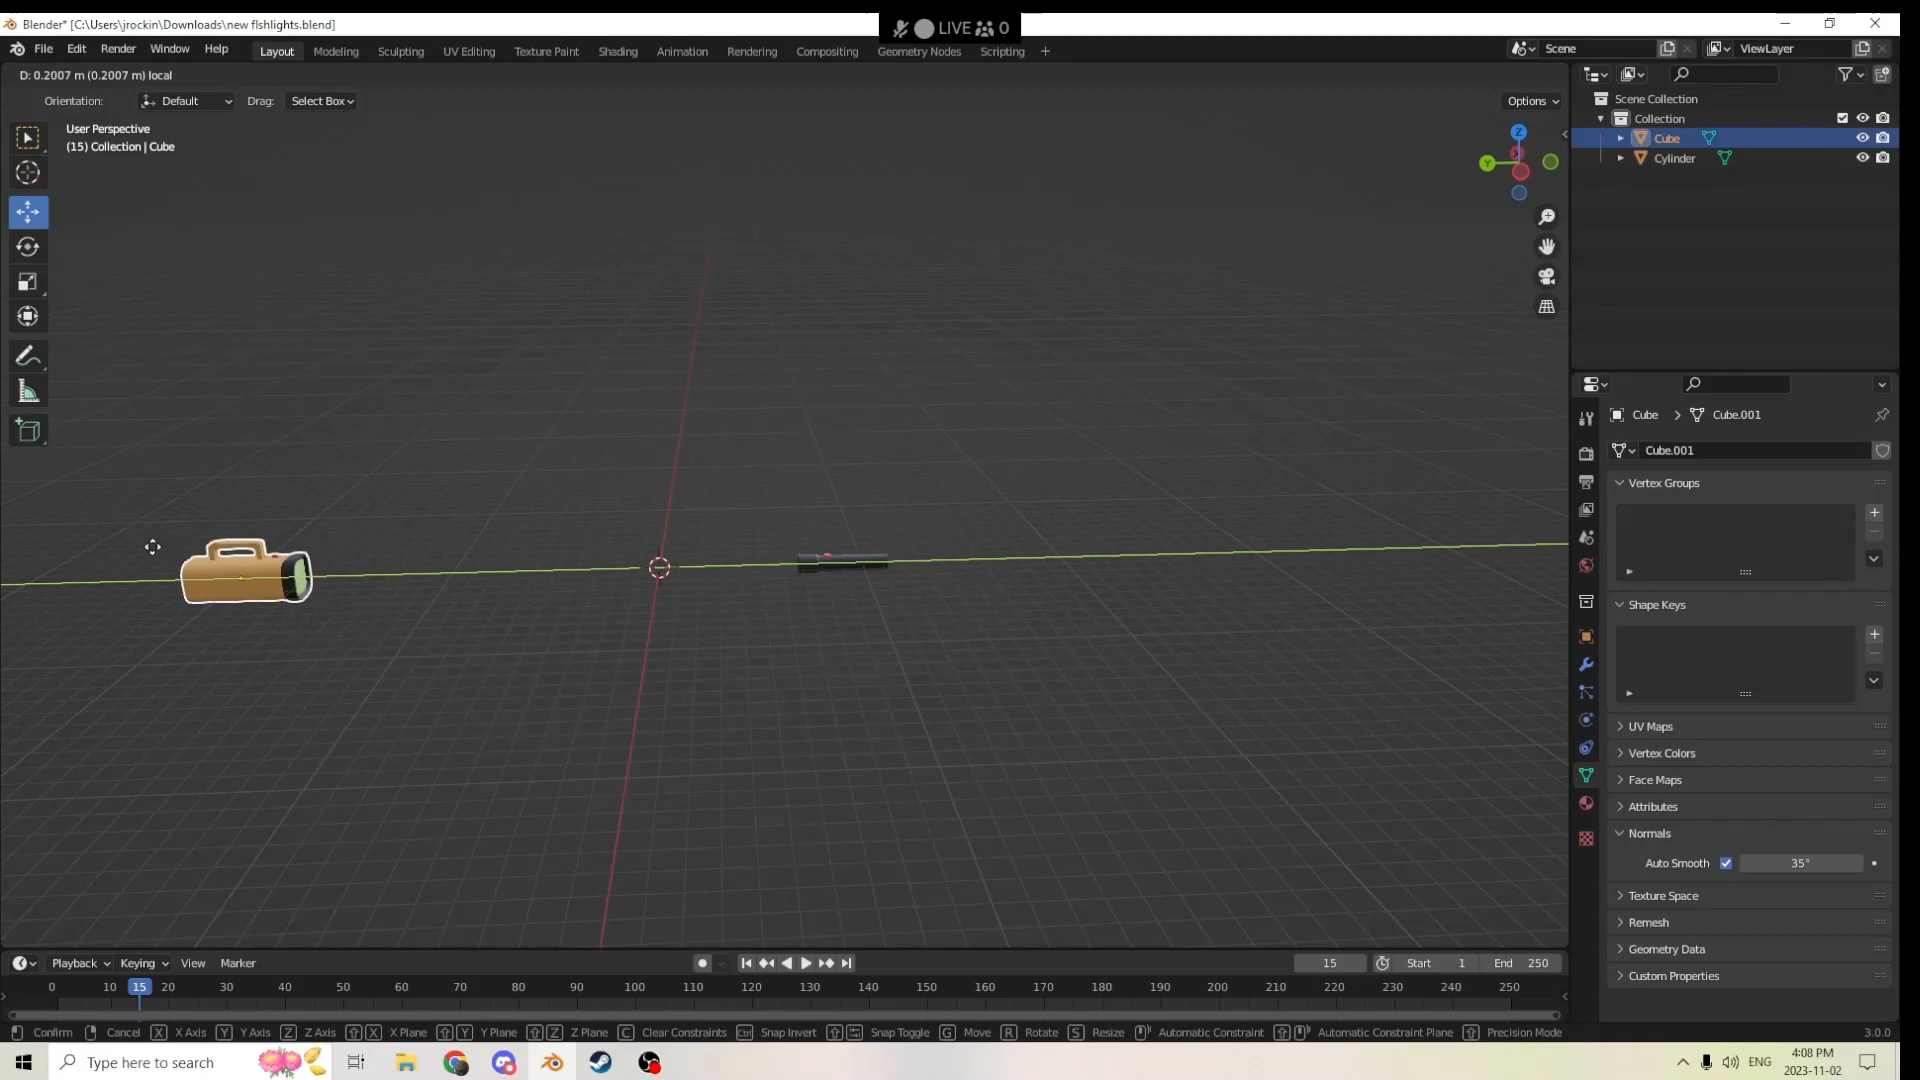 Blender* [C:\Users\jrockin\Downloads\new flshlights.blend]
LIVE 0
File Edit Render Window Help Layout Modeling Sculpting UV Editing Texture Paint Shading Animation Rendering Compositing Geometry Nodes Scripting + Scene ViewLayer
D: 0.2007 m (0.2007 m) local
Orientation: Default Drag: Select Box Options
User Perspective
(15) Collection | Cube
Z
Y
Scene Collection
Collection
Cube
Cylinder
Cube > Cube.001
Cube.001
Vertex Groups
Shape Keys
UV Maps
Vertex Colors
Face Maps
Attributes
Normals
Auto Smooth 35°
Texture Space
Remesh
Geometry Data
Custom Properties
Playback Keying View Marker 15 Start 1 End 250
0 10 15 20 30 40 50 60 70 80 90 100 110 120 130 140 150 160 170 180 190 200 210 220 230 240 250
Confirm Cancel X X Axis Y Y Axis Z Z Axis X X Plane Y Y Plane Z Z Plane C Clear Constraints Ctrl Snap Invert Snap Toggle G Move R Rotate S Resize Automatic Constraint Automatic Constraint Plane Precision Mode 3.0.0
Type here to search
ENG
4:08 PM
2023-11-02